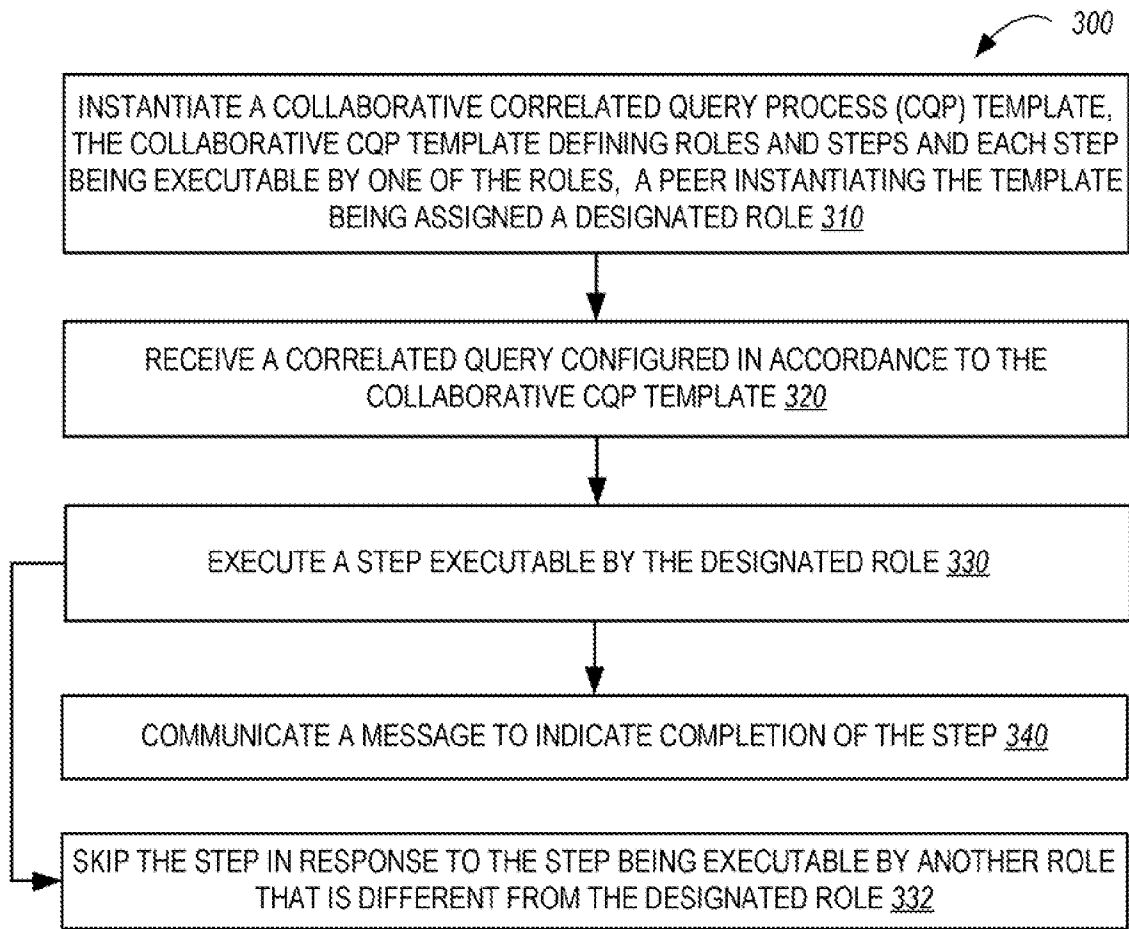 300
INSTANTIATE A COLLABORATIVE CORRELATED QUERY PROCESS (CQP) TEMPLATE,
THE COLLABORATIVE CQP TEMPLATE DEFINING ROLES AND STEPS AND EACH STEP
BEING EXECUTABLE BY ONE OF THE ROLES, A PEER INSTANTIATING THE TEMPLATE
BEING ASSIGNED A DESIGNATED ROLE 310
RECEIVE A CORRELATED QUERY CONFIGURED IN ACCORDANCE TO THE
COLLABORATIVE CQP TEMPLATE 320
EXECUTE A STEP EXECUTABLE BY THE DESIGNATED ROLE 330
COMMUNICATE A MESSAGE TO INDICATE COMPLETION OF THE STEP 340
SKIP THE STEP IN RESPONSE TO THE STEP BEING EXECUTABLE BY ANOTHER ROLE
THAT IS DIFFERENT FROM THE DESIGNATED ROLE 332